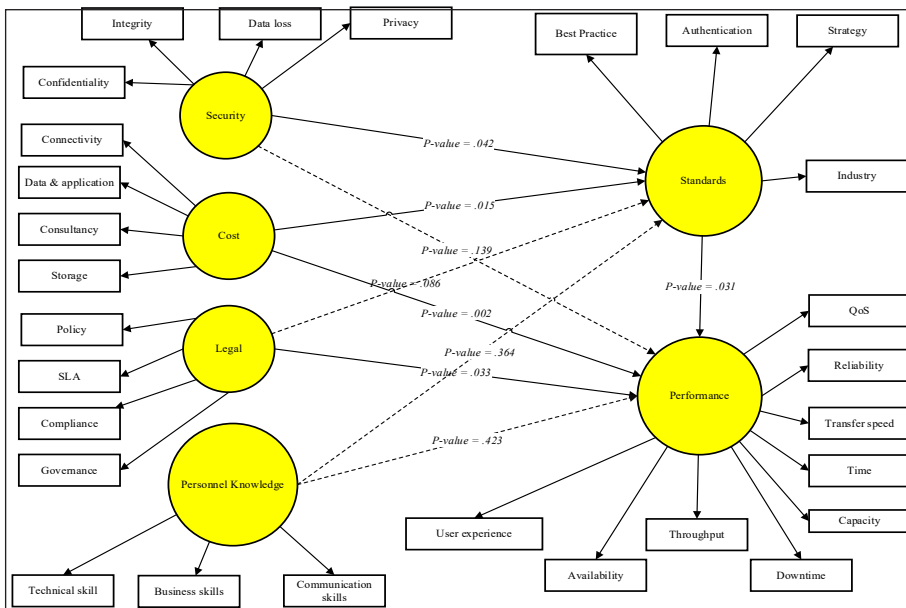 Integrity
Data loss
Privacy
Best Practice
Authentication
Strategy
Confidentiality
Security
Connectivity
P-value = .042
Data & application
Standards
Industry
P-value = .015
Consultancy
Cost
P-value = .139
Storage
P-value = .086
P-value = .031
P-value = .002
QoS
Policy
Legal
P-value = .364
Reliability
SLA
P-value = .033
Performance
Compliance
Transfer speed
P-value = .423
Governance
Time
Personnel Knowledge
Capacity
User experience
Throughput
Availability
Downtime
Technical skill
Business skills
Communication
skills